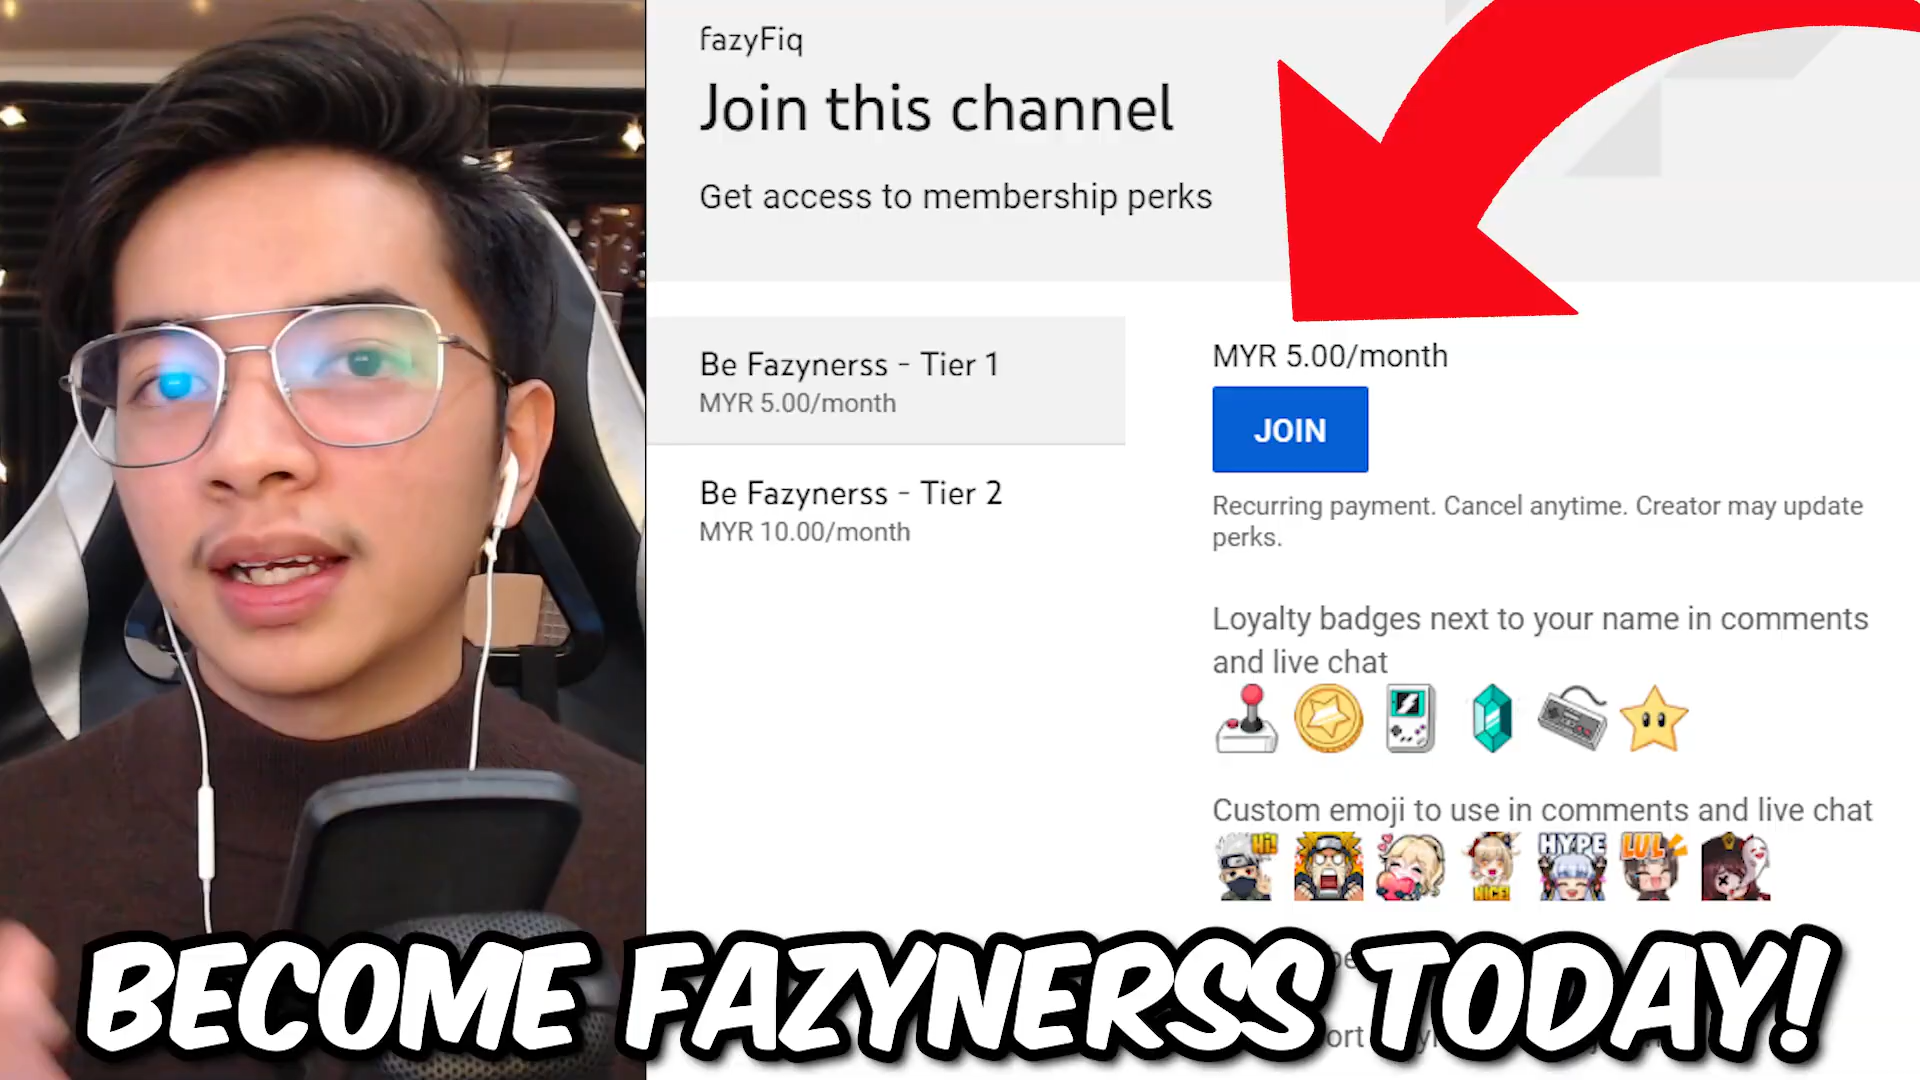 fazyFiq
Join this channel
Get access to membership perks
Be Fazynerss - Tier 1
MYR 5.00/month
Be Fazynerss - Tier 2
MYR 10.00/month
MYR 5.00/month
JOIN
Recurring payment. Cancel anytime. Creator may update
perks.
Loyalty badges next to your name in comments
and live chat
Custom emoji to use in comments and live chat
Hi!
NICE!
HYPE
LUL
BECOME FAZYNERSS TODAY!